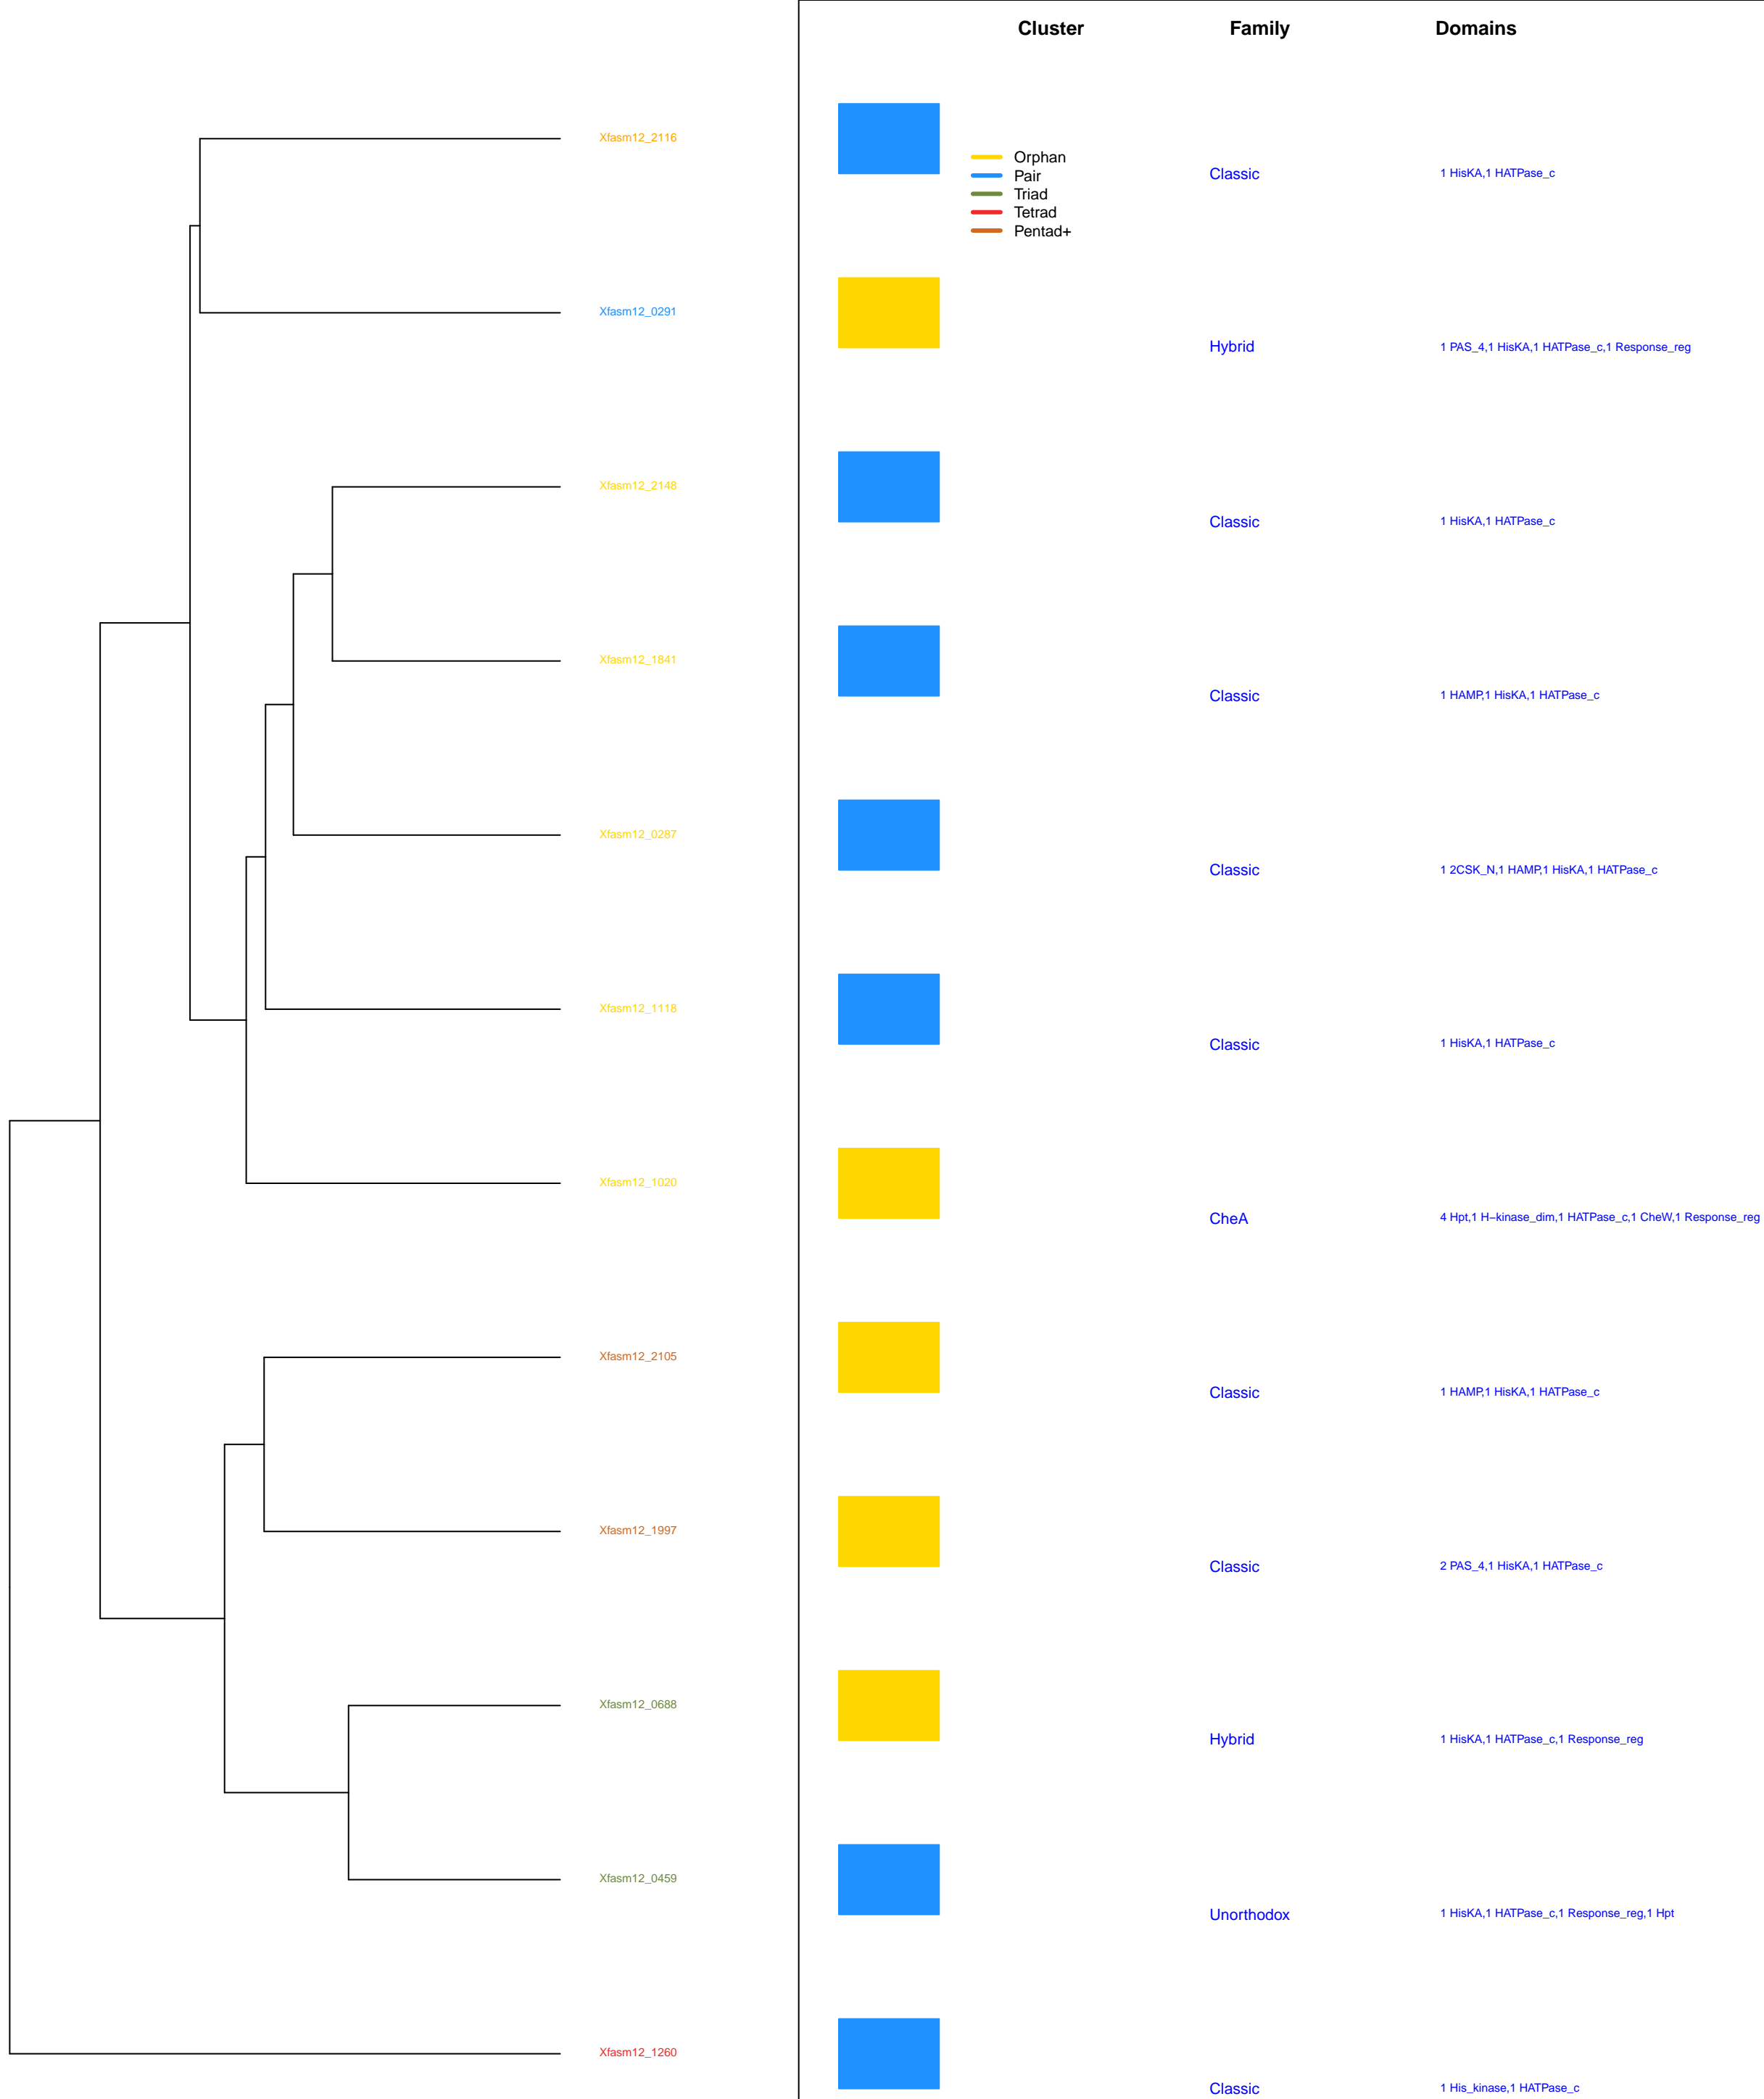 Cluster Family Domains
Xfasm12_2116
Orphan
Pair
Triad
Tetrad
Pentad+
Classic 1 HisKA,1 HATPase_c
Xfasm12_0291
Hybrid 1 PAS_4,1 HisKA,1 HATPase_c,1 Response_reg
Xfasm12_2148
Classic 1 HisKA,1 HATPase_c
Xfasm12_1841
Classic 1 HAMP,1 HisKA,1 HATPase_c
Xfasm12_0287
Classic 1 2CSK_N,1 HAMP,1 HisKA,1 HATPase_c
Xfasm12_1118
Classic 1 HisKA,1 HATPase_c
Xfasm12_1020
CheA 4 Hpt,1 H−kinase_dim,1 HATPase_c,1 CheW,1 Response_reg
Xfasm12_2105
Classic 1 HAMP,1 HisKA,1 HATPase_c
Xfasm12_1997
Classic 2 PAS_4,1 HisKA,1 HATPase_c
Xfasm12_0688
Hybrid 1 HisKA,1 HATPase_c,1 Response_reg
Xfasm12_0459
Unorthodox 1 HisKA,1 HATPase_c,1 Response_reg,1 Hpt
Xfasm12_1260
Classic 1 His_kinase,1 HATPase_c